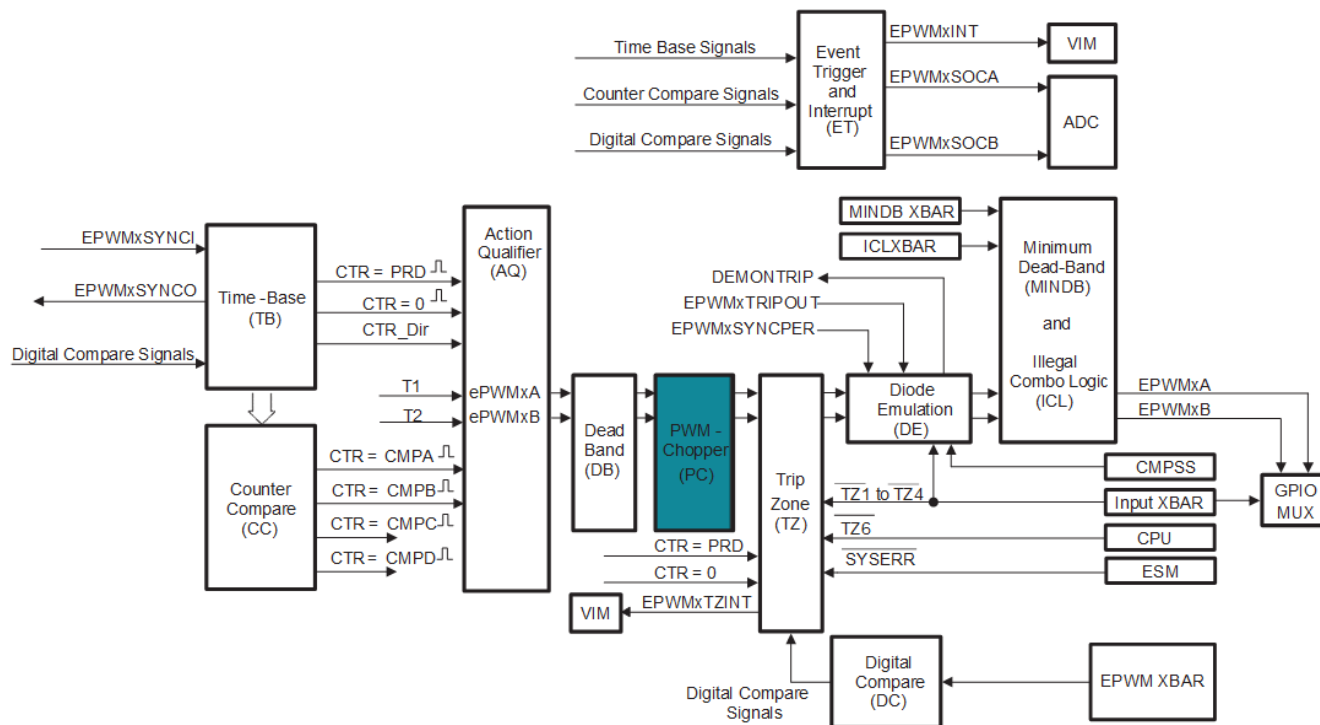 Time Base Signals
Counter Compare Signals
Digital Compare Signals
Event
Trigger
and
Interrupt
(ET)
EPWMxINT
EPWMxSOCA
EPWMxSOCB
VIM
ADC
EPWMxSYNCI
EPWMxSYNCO
Digital Compare Signals
Time -Base
(TB)
CTR = PRD
CTR = 0
CTR_Dir
T1
T2
Action
Qualifier
(AQ)
ePWMxA
ePWMxB
Counter
Compare
(CC)
CTR = CMPA
CTR = CMPB
CTR = CMPC
CTR = CMPD
Dead
Band
(DB)
PWM -
Chopper
(PC)
Trip
Zone
(TZ)
CTR = PRD
CTR = 0
EPWMxTZINT
VIM
DEMONTRIP
EPWMxTRIPOUT
EPWMxSYNCPER
Diode
Emulation
(DE)
MINDB XBAR
ICLXBAR
Minimum
Dead-Band
(MINDB)
and
Illegal
Combo Logic
(ICL)
EPWMxA
EPWMxB
TZ1 to TZ4
TZ6
SYSERR
CMPSS
Input XBAR
CPU
ESM
GPIO
MUX
Digital Compare
Signals
Digital
Compare
(DC)
EPWM XBAR